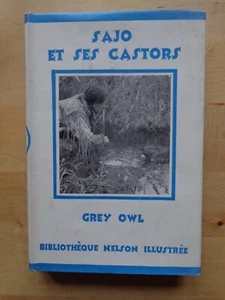 SAJO
ET SES CASTORS
GREY OWL
BIBLIOTHÈQUE NELSON ILLUSTRÉE